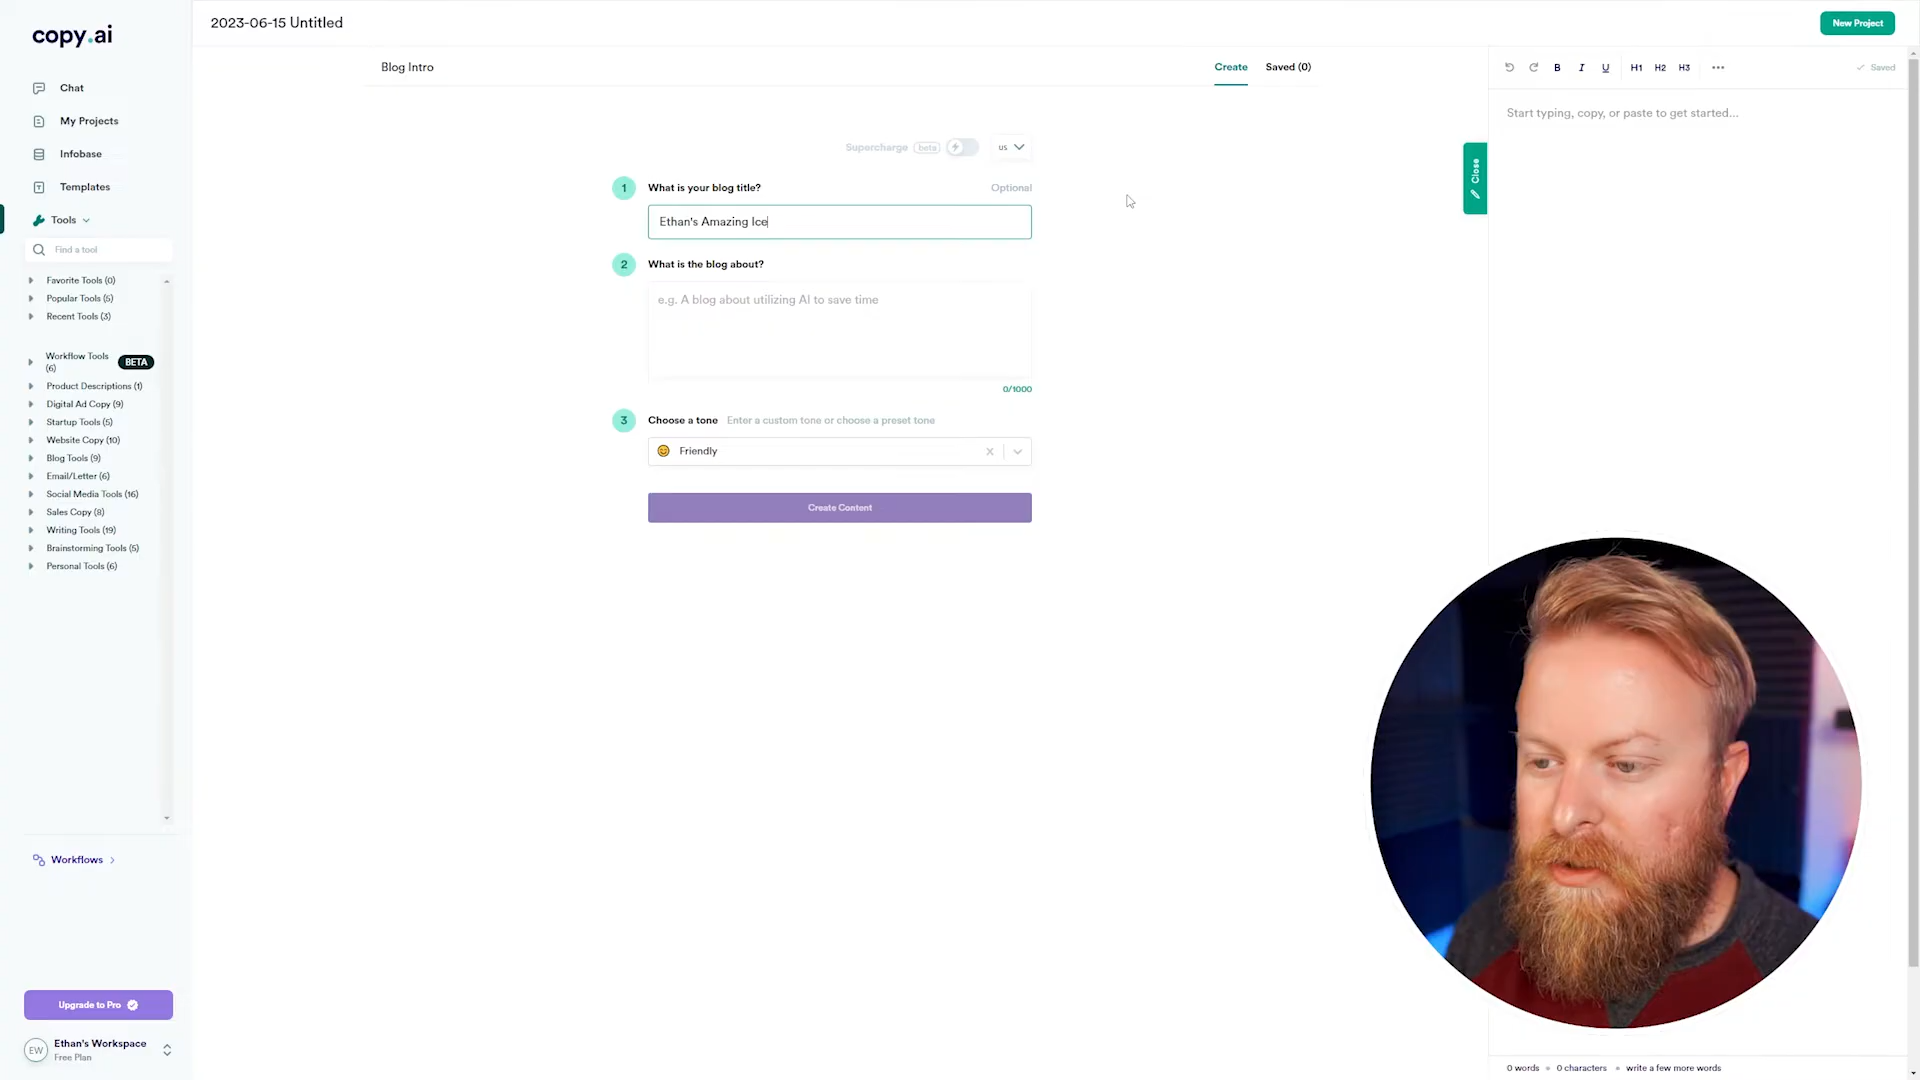 copy.ai
Chat
My Projects
Infobase
Templates
Tools
Find a tool
Favorite Tools (0)
Popular Tools (5)
Recent Tools (3)
Workflow Tools
(6)
BETA
Product Descriptions (1)
Digital Ad Copy (9)
Startup Tools (5)
Website Copy (10)
Blog Tools (9)
Email/Letter (6)
Social Media Tools (16)
Sales Copy (8)
Writing Tools (19)
Brainstorming Tools (5)
Personal Tools (6)
Workflows
Upgrade to Pro
EW
Ethan's Workspace
Free Plan
2023-06-15 Untitled
New Project
Blog Intro
Create
Saved (0)
Supercharge beta
us
1 What is your blog title? Optional
Ethan's Amazing Ice
2 What is the blog about?
e.g. A blog about utilizing AI to save time
0/1000
3 Choose a tone Enter a custom tone or choose a preset tone
Friendly
Create Content
B I U H1 H2 H3
Saved
Start typing, copy, or paste to get started...
Close
0 words • 0 characters • write a few more words